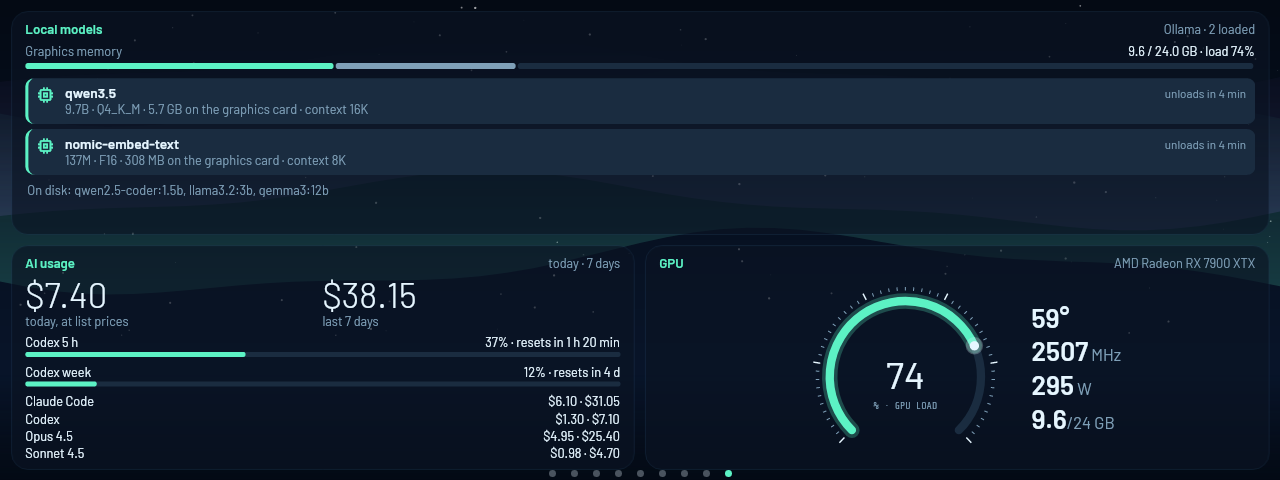 Local models
Ollama · 2 loaded
Graphics memory
9.6 / 24.0 GB · load 74%
qwen3.5
unloads in 4 min
9.7B · Q4_K_M · 5.7 GB on the graphics card · context 16K
nomic-embed-text
unloads in 4 min
137M · F16 · 308 MB on the graphics card · context 8K
On disk: qwen2.5-coder:1.5b, llama3.2:3b, gemma3:12b
AI usage
today · 7 days
$7.40
$38.15
today, at list prices
last 7 days
Codex 5 h
37% · resets in 1 h 20 min
Codex week
12% · resets in 4 d
Claude Code
$6.10 · $31.05
Codex
$1.30 · $7.10
Opus 4.5
$4.95 · $25.40
Sonnet 4.5
$0.98 · $4.70
GPU
AMD Radeon RX 7900 XTX
74
% · GPU LOAD
59°
2507 MHz
295 W
9.6/24 GB